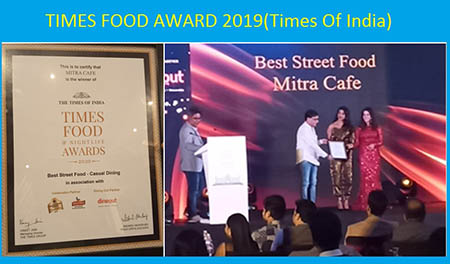 TIMES FOOD AWARD 2019(Times Of India)
This is to certify that
MITRA CAFE
is the winner of
THE TIMES OF INDIA
TIMES
FOOD
& NIGHTLIFE
AWARDS
Best Street Food - Casual Dining
in association with
dineout
Best Street Food
Mitra Cafe